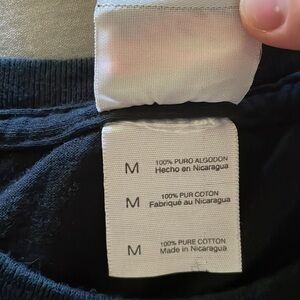 M 100% PURO ALGODON
Hecho en Nicaragua
M 100% PUR COTON
Fabriqué au Nicaragua
M 100% PURE COTTON
Made in Nicaragua